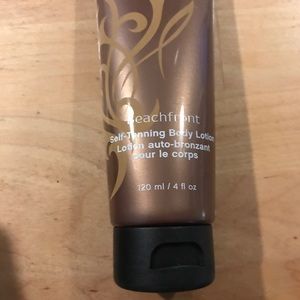 Beachfront
Self-Tanning Body Lotion
Lotion auto-bronzant
pour le corps
120 ml / 4 fl oz